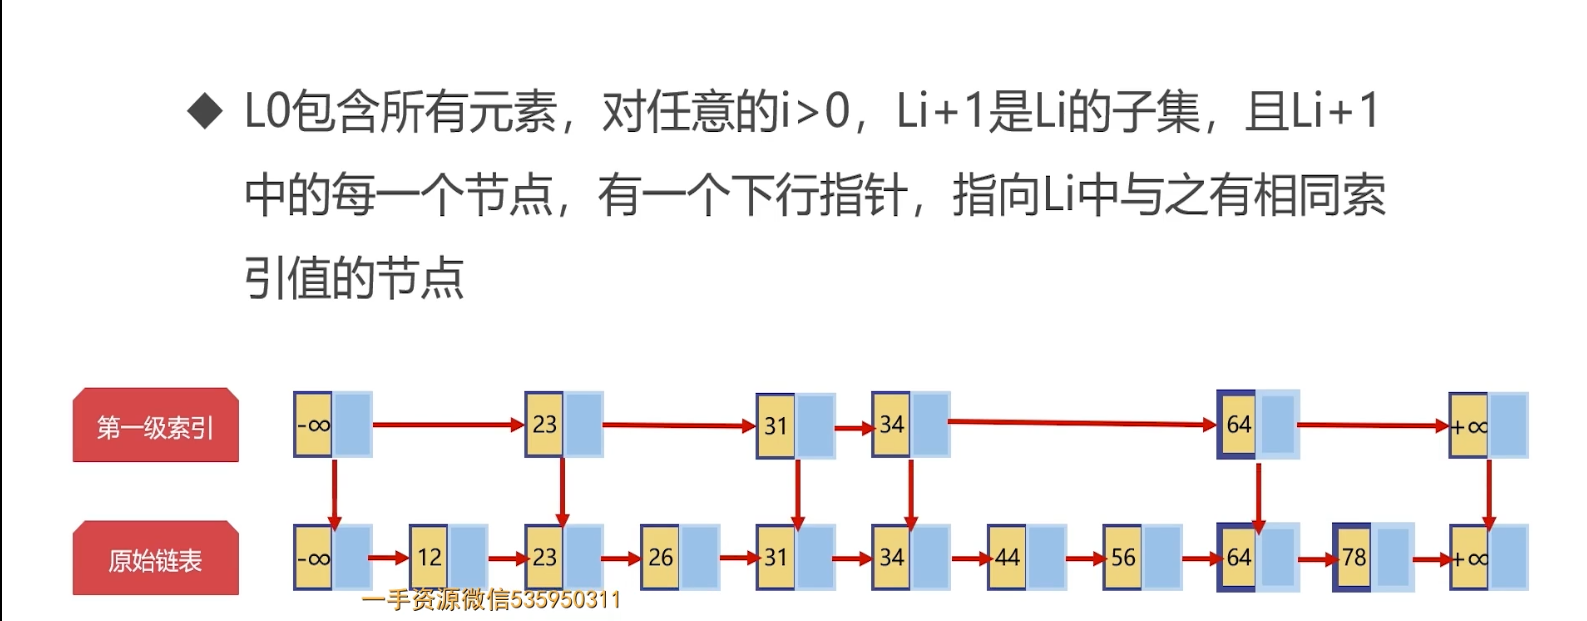 L0包含所有元素，对任意的i>0，Li+1是Li的子集，且Li+1
中的每一个节点，有一个下行指针，指向Li中与之有相同索
引值的节点
第一级索引 -∞ 23 31 34 64 +∞
原始链表 -∞ 12 23 26 31 34 44 56 64 78 +∞
一手资源微信535950311